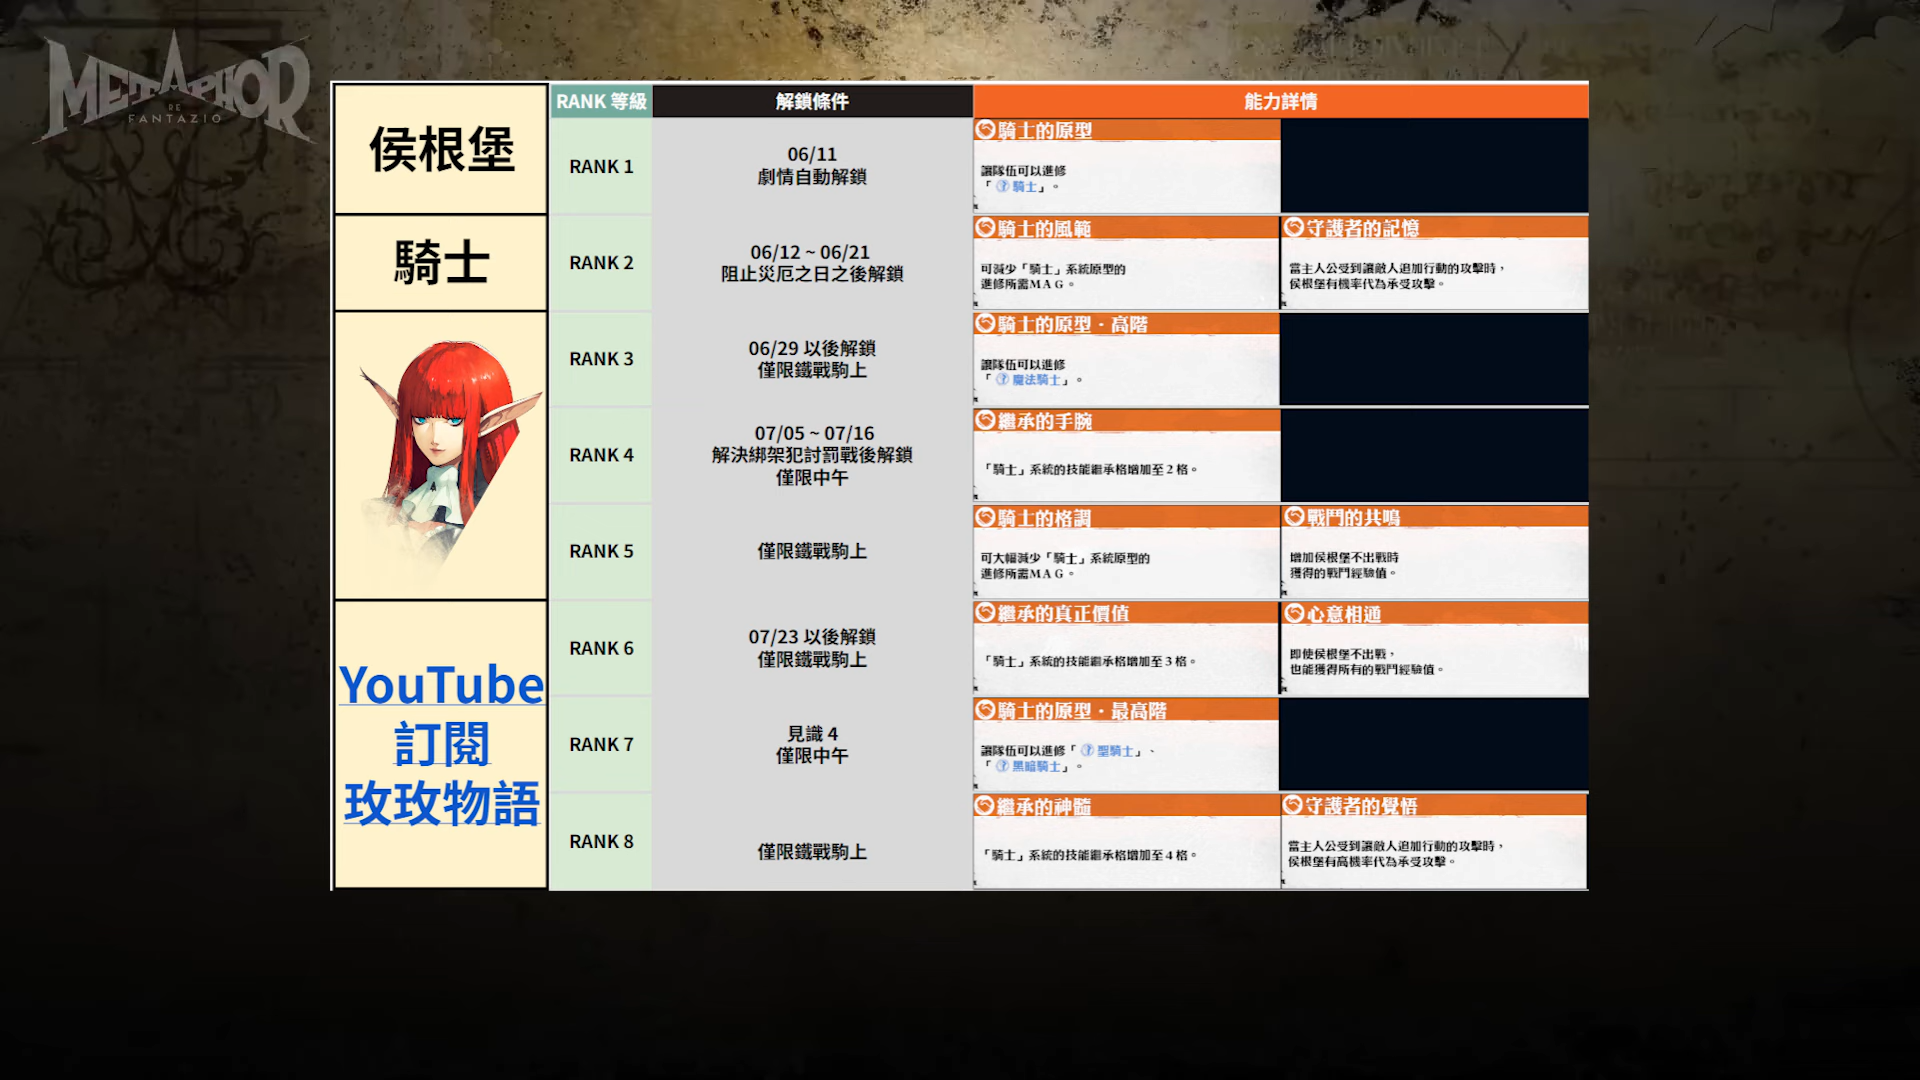 METAPHOR
DE
FANTAZIO
侯根堡
騎士
YouTube
訂閱
玫玫物語
RANK 等級
解鎖條件
能力詳情
RANK 1
06/11
劇情自動解鎖
騎士的原型
讓隊伍可以進修
「騎士」。
RANK 2
06/12 ~ 06/21
阻止災厄之日之後解鎖
騎士的風範
可減少「騎士」系統原型的
進修所需MAG。
守護者的記憶
當主人公受到讓敵人追加行動的攻擊時，
侯根堡有機率代為承受攻擊。
RANK 3
06/29 以後解鎖
僅限鐵戰駒上
騎士的原型・高階
讓隊伍可以進修
「魔法騎士」。
RANK 4
07/05 ~ 07/16
解決綁架犯討罰戰後解鎖
僅限中午
繼承的手腕
「騎士」系統的技能繼承格增加至2格。
RANK 5
僅限鐵戰駒上
騎士的格調
可大幅減少「騎士」系統原型的
進修所需MAG。
戰鬥的共鳴
增加侯根堡不出戰時
獲得的戰鬥經驗值。
RANK 6
07/23 以後解鎖
僅限鐵戰駒上
繼承的真正價值
「騎士」系統的技能繼承格增加至3格。
心意相通
即使侯根堡不出戰，
也能獲得所有的戰鬥經驗值。
RANK 7
見識 4
僅限中午
騎士的原型・最高階
讓隊伍可以進修「聖騎士」、
「黑暗騎士」。
RANK 8
僅限鐵戰駒上
繼承的神髓
「騎士」系統的技能繼承格增加至4格。
守護者的覺悟
當主人公受到讓敵人追加行動的攻擊時，
侯根堡有高機率代為承受攻擊。